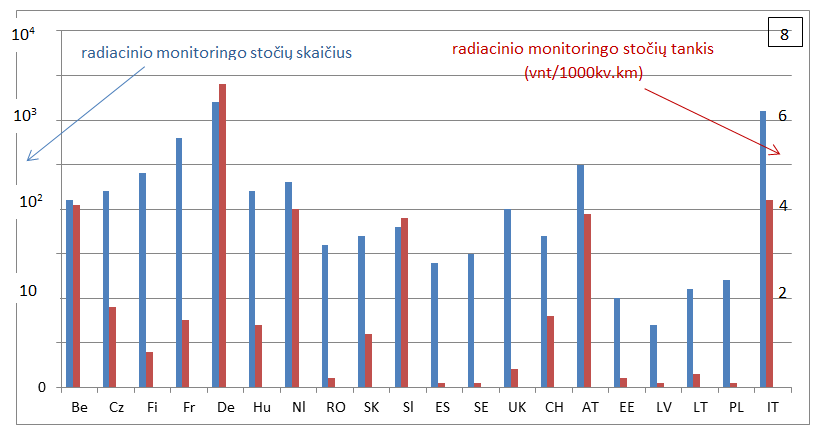 10⁴
8
radiacinio monitoringo stočių skaičius
radiacinio monitoringo stočių tankis
(vnt/1000kv.km)
10³
6
10²
4
10
2
0
Be Cz Fi Fr De Hu Nl RO SK Sl ES SE UK CH AT EE LV LT PL IT